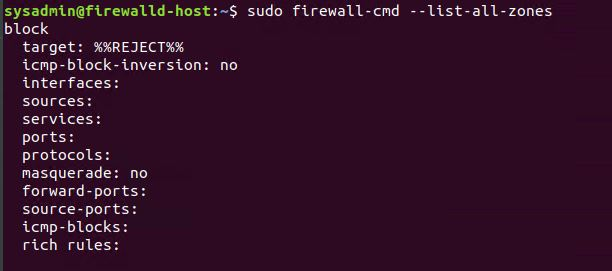 sysadmin@firewalld-host:~$ sudo firewall-cmd --list-all-zones
block
  target: %%REJECT%%
  icmp-block-inversion: no
  interfaces:
  sources:
  services:
  ports:
  protocols:
  masquerade: no
  forward-ports:
  source-ports:
  icmp-blocks:
  rich rules: